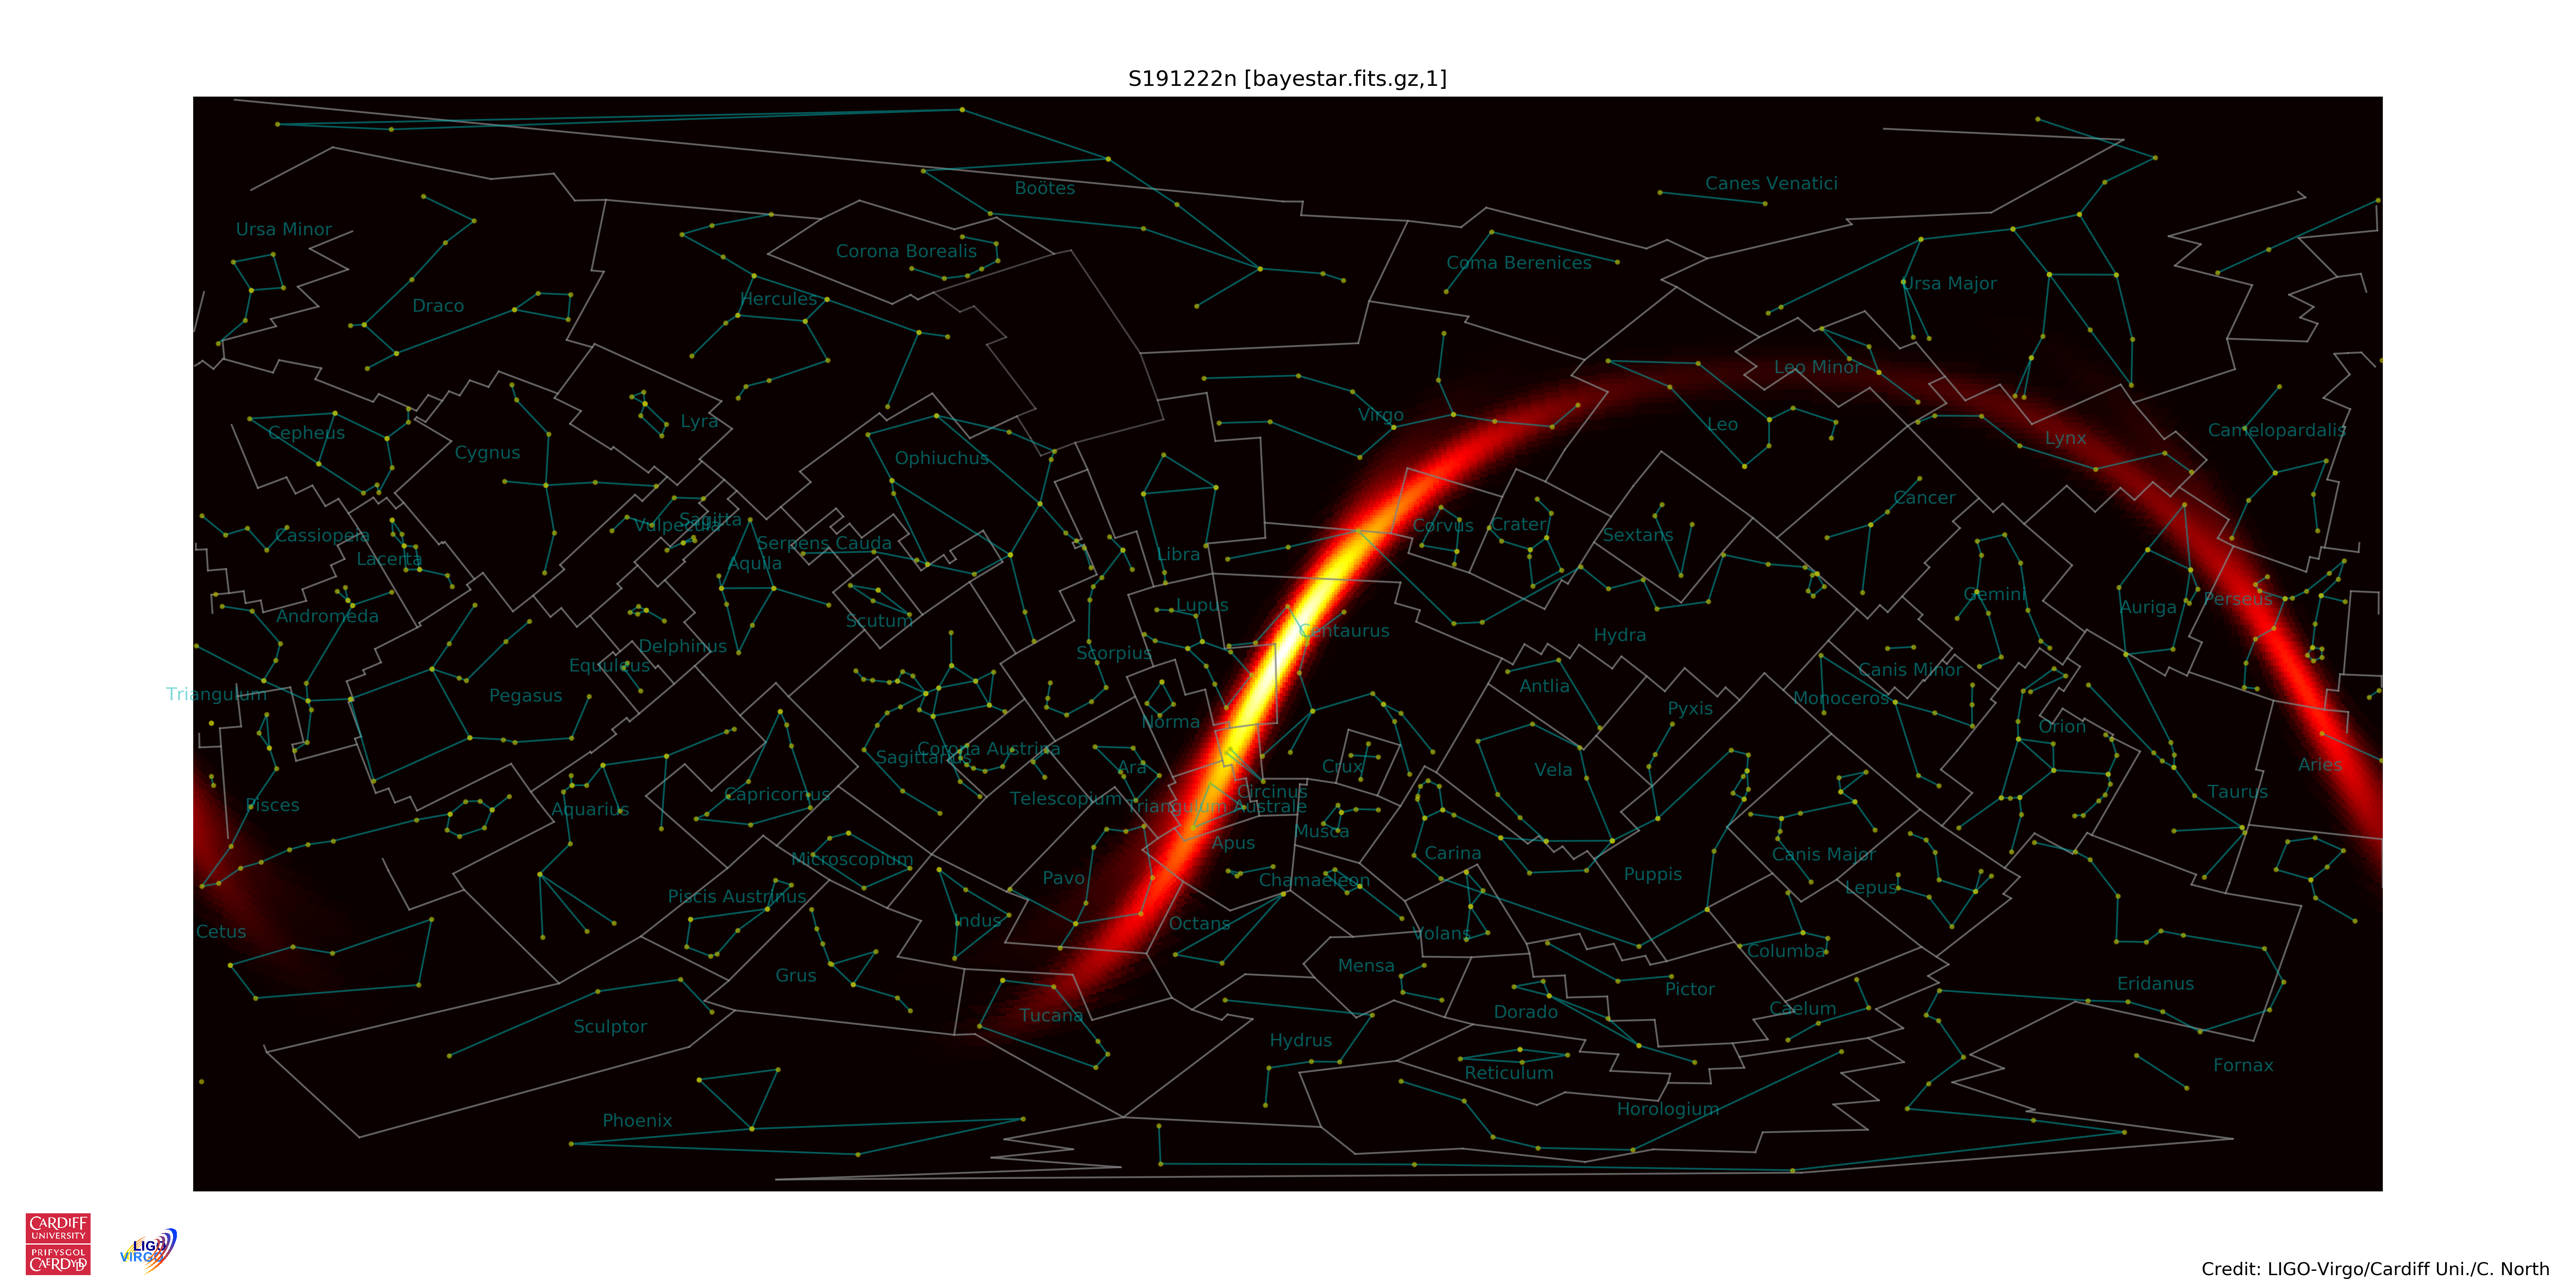 S191222n [bayestar.fits.gz,1]
Boötes
Canes Venatici
Ursa Minor
Corona Borealis
Coma Berenices
Ursa Major
Hercules
Draco
Leo Minor
Virgo
Lyra
Leo
Cepheus
Camelopardalis
Lynx
Cygnus
Ophiuchus
Cancer
Sagitta
Vulpecula
Corvus
Crater
Sextans
Cassiopeia
Serpens Cauda
Libra
Lacerta
Aquila
Gemini
Perseus
Lupus
Auriga
Andromeda
Scutum
Centaurus
Hydra
Delphinus
Scorpius
Equuleus
Canis Minor
Antlia
Triangulum
Pegasus
Monoceros
Pyxis
Norma
Orion
Corona Austrina
Sagittarius
Ara
Crux
Vela
Aries
Circinus
Taurus
Capricornus
Telescopium
Triangulum Australe
Pisces
Aquarius
Musca
Apus
Carina
Canis Major
Microscopium
Pavo
Chamaeleon
Puppis
Lepus
Piscis Austrinus
Indus
Octans
Cetus
Volans
Columba
Mensa
Grus
Eridanus
Pictor
Caelum
Dorado
Tucana
Sculptor
Hydrus
Fornax
Reticulum
Horologium
Phoenix
CARDIFF
UNIVERSITY
PRIFYSGOL
CAERDYDD
LIGO
VIRGO
Credit: LIGO-Virgo/Cardiff Uni./C. North